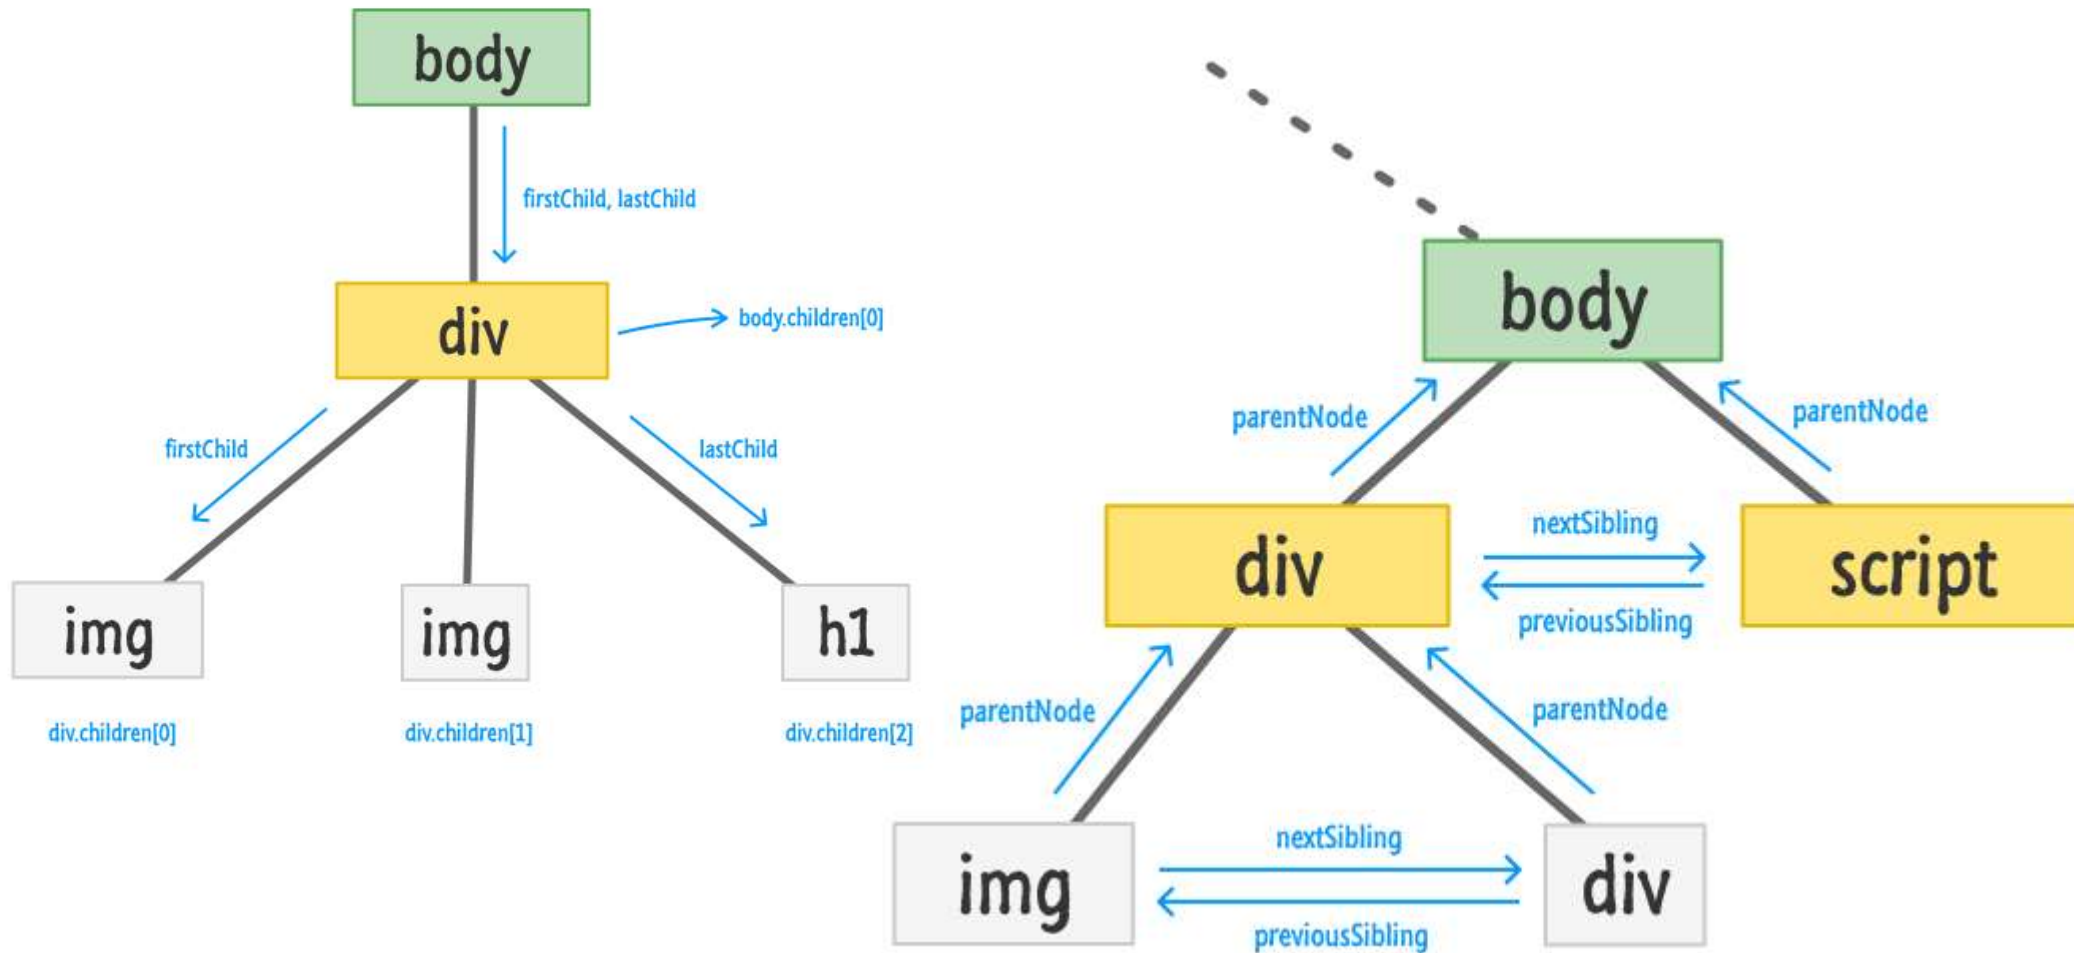 body
firstChild, lastChild
div
body.children[0]
firstChild
lastChild
img
img
h1
div.children[0]
div.children[1]
div.children[2]
body
parentNode
parentNode
div
nextSibling
previousSibling
script
parentNode
parentNode
img
nextSibling
previousSibling
div